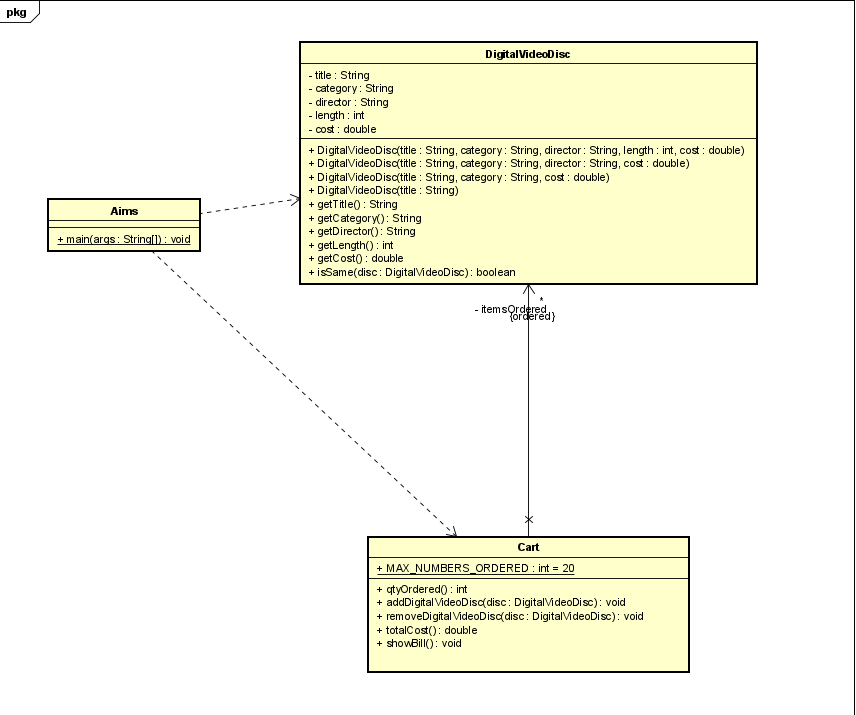 pkg
DigitalVideoDisc
- title : String
- category : String
- director : String
- length : int
- cost : double
+ DigitalVideoDisc(title : String, category : String, director : String, length : int, cost : double)
+ DigitalVideoDisc(title : String, category : String, director : String, cost : double)
+ DigitalVideoDisc(title : String, category : String, cost : double)
+ DigitalVideoDisc(title : String)
+ getTitle() : String
+ getCategory() : String
+ getDirector() : String
+ getLength() : int
+ getCost() : double
+ isSame(disc : DigitalVideoDisc) : boolean
Aims
+ main(args : String[]) : void
*
- itemsOrdered
{ordered}
Cart
+ MAX_NUMBERS_ORDERED : int = 20
+ qtyOrdered() : int
+ addDigitalVideoDisc(disc : DigitalVideoDisc) : void
+ removeDigitalVideoDisc(disc : DigitalVideoDisc) : void
+ totalCost() : double
+ showBill() : void